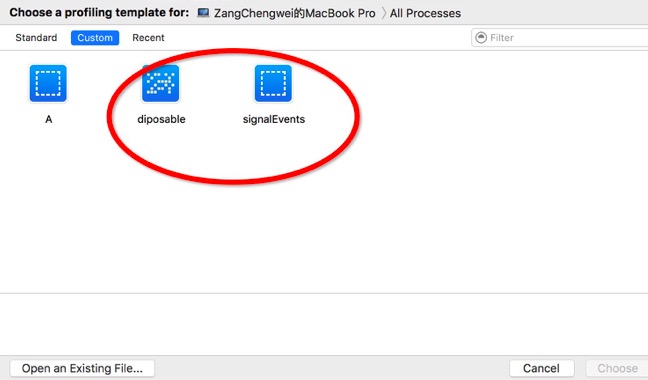 Choose a profiling template for: ZangChengwei的MacBook Pro 〉All Processes
Standard Custom Recent Filter
A diposable signalEvents
Open an Existing File... Cancel Choose